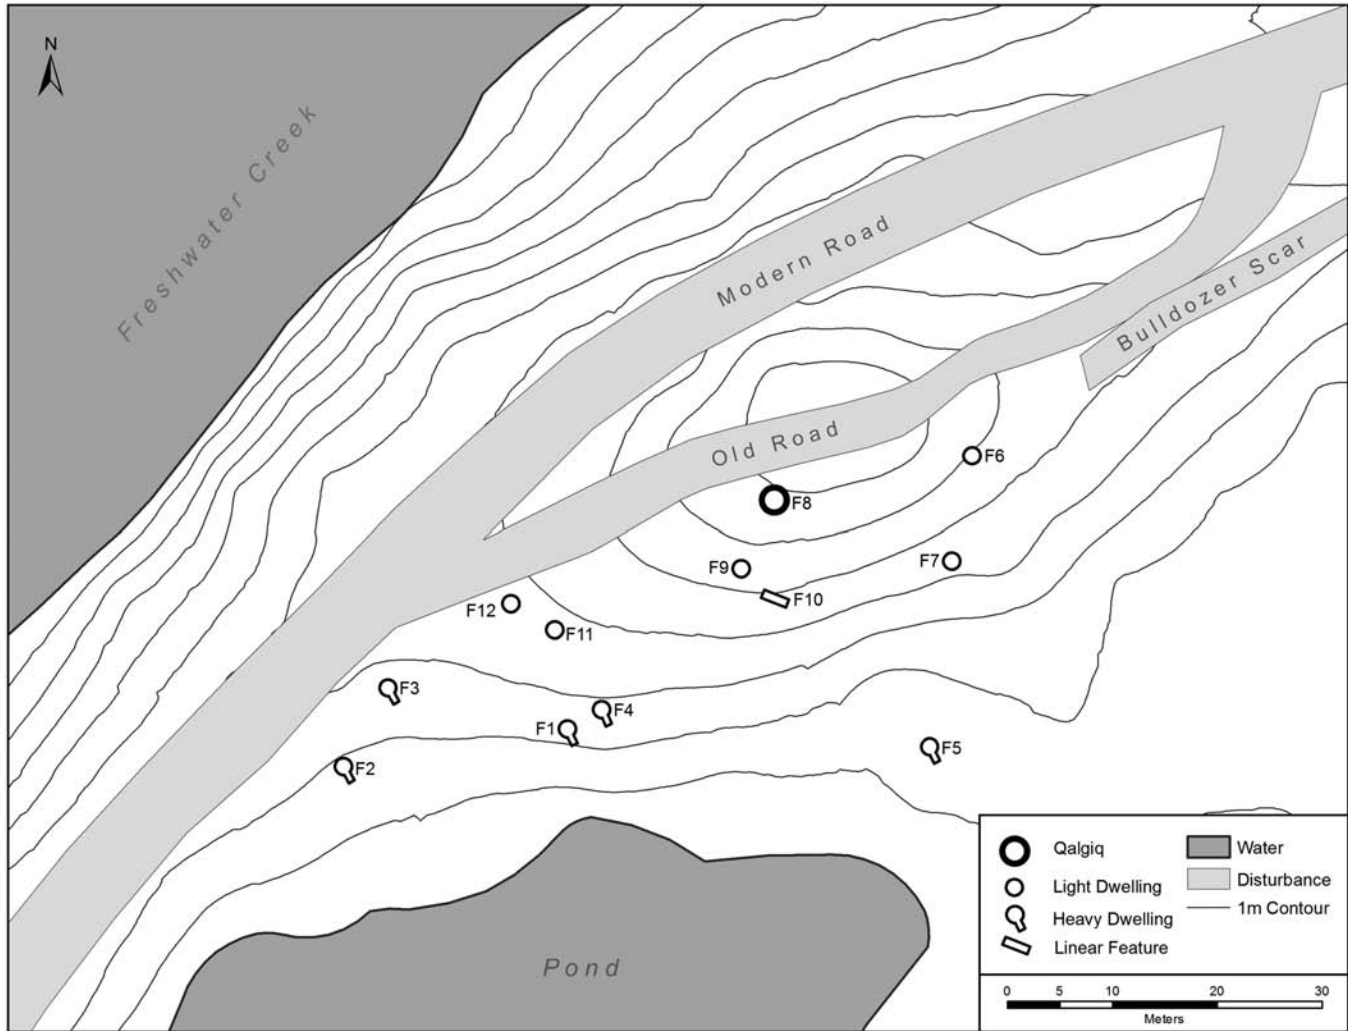 N
Freshwater Creek
Modern Road
Bulldozer Scar
Old Road
F6
F8
F9
F7
F10
F12
F11
F3
F4
F1
F5
F2
Pond
Qalgiq
Light Dwelling
Heavy Dwelling
Linear Feature
Water
Disturbance
1m Contour
0 5 10 20 30
Meters